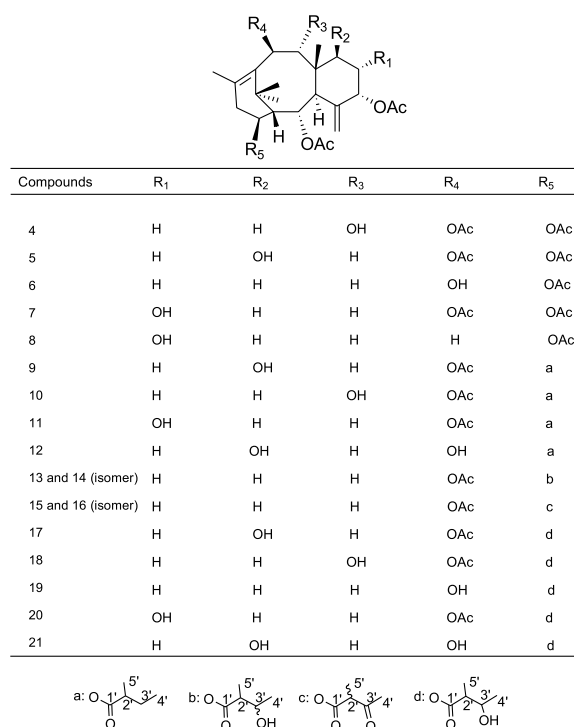 R4 R3 R2
R1
OAc
H
H
OAc
R5
Compounds R1 R2 R3 R4 R5
4 H H OH OAc OAc
5 H OH H OAc OAc
6 H H H OH OAc
7 OH H H OAc OAc
8 OH H H H OAc
9 H OH H OAc a
10 H H OH OAc a
11 OH H H OAc a
12 H OH H OH a
13 and 14 (isomer) H H H OAc b
15 and 16 (isomer) H H H OAc c
17 H OH H OAc d
18 H H OH OAc d
19 H H H OH d
20 OH H H OAc d
21 H OH H OH d
5' 5' 5' 5'
a: O 1' 2' 3' 4' b: O 1' 2' 3' 4' c: O 1' 2' 3' 4' d: O 1' 2' 3' 4'
O O OH O O O OH